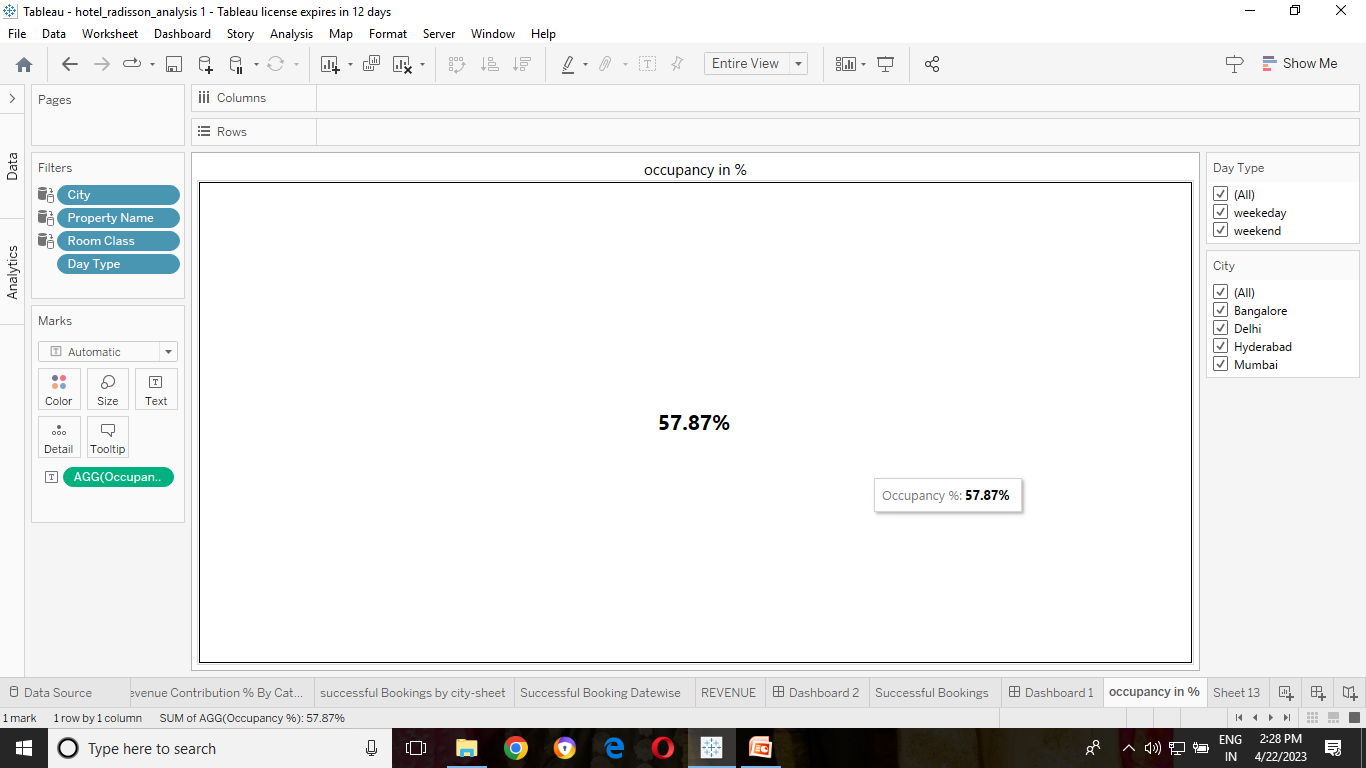 Tableau - hotel_radisson_analysis 1 - Tableau license expires in 12 days
File Data Worksheet Dashboard Story Analysis Map Format Server Window Help
Entire View
Show Me
Pages
Columns
Rows
Data
Analytics
Filters
City
Property Name
Room Class
Day Type
Marks
Automatic
Color Size Text
Detail Tooltip
AGG(Occupan..
occupancy in %
57.87%
Occupancy %: 57.87%
Day Type
(All)
weekeday
weekend
City
(All)
Bangalore
Delhi
Hyderabad
Mumbai
Data Source evenue Contribution % By Cat... successful Bookings by city-sheet Successful Booking Datewise REVENUE Dashboard 2 Successful Bookings Dashboard 1 occupancy in % Sheet 13
1 mark 1 row by 1 column SUM of AGG(Occupancy %): 57.87%
Type here to search
ENG
IN
2:28 PM
4/22/2023